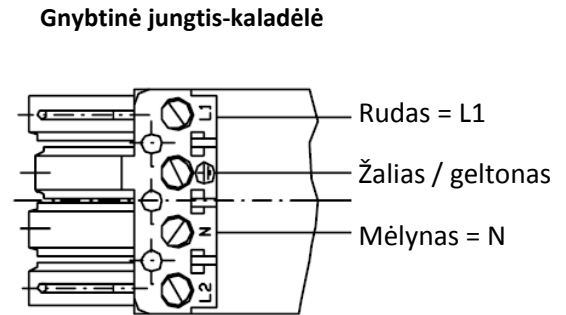 Gnybtinė jungtis-kaladėlė
L1
Rudas = L1
Žalias / geltonas
N
Mėlynas = N
L2